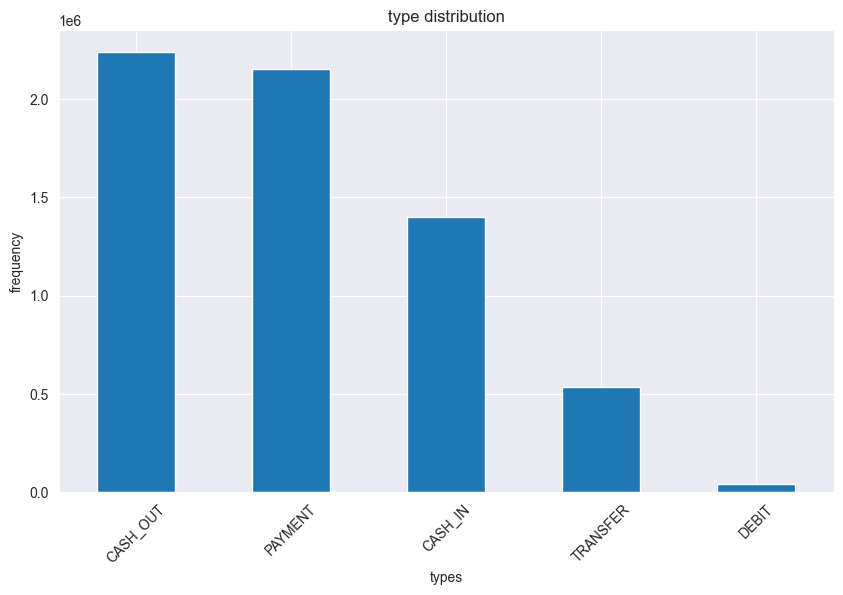 type distribution
1e6
2.0
1.5
1.0
0.5
0.0
frequency
CASH_OUT
PAYMENT
CASH_IN
TRANSFER
DEBIT
types